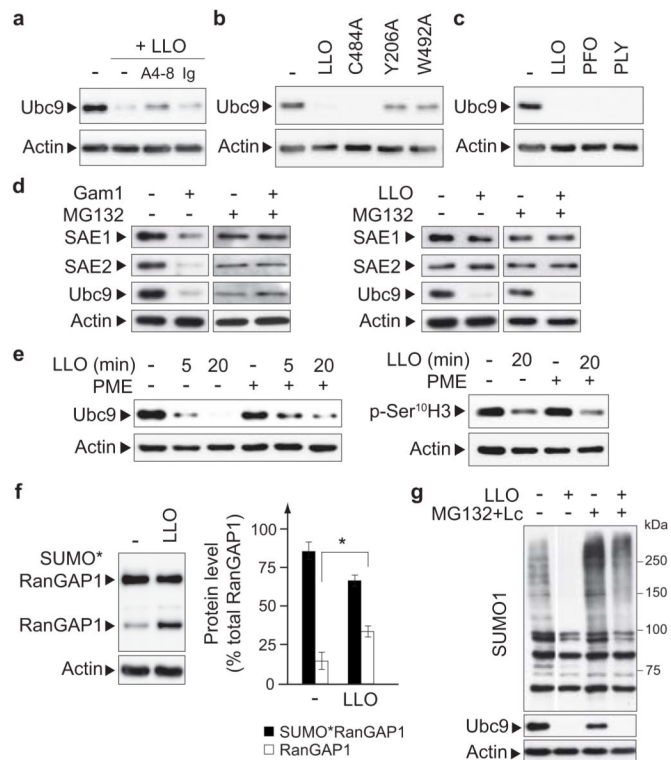 a
+ LLO
- - A4-8 Ig
Ubc9
Actin
b
- LLO C484A Y206A W492A
Ubc9
Actin
c
- LLO PFO PLY
Ubc9
Actin
d
Gam1 - + - +
MG132 - - + +
SAE1
SAE2
Ubc9
Actin
LLO - + - +
MG132 - - + +
SAE1
SAE2
Ubc9
Actin
e
LLO (min) - 5 20 - 5 20
PME - - - + + +
Ubc9
Actin
LLO (min) - 20 - 20
PME - - + +
p-Ser¹⁰H3
Actin
f
- LLO
SUMO*
RanGAP1
RanGAP1
Actin
Protein level
(% total RanGAP1)
100
75
50
25
0
*
- LLO
SUMO*RanGAP1
RanGAP1
g
LLO - + - +
MG132+Lc - - + +
kDa
250
150
100
75
SUMO1
Ubc9
Actin